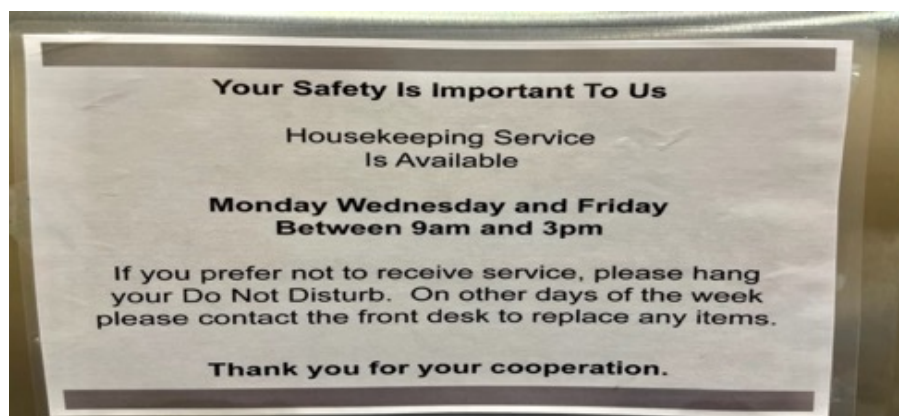 Your Safety Is Important To Us
Housekeeping Service
Is Available
Monday Wednesday and Friday
Between 9am and 3pm
If you prefer not to receive service, please hang
your Do Not Disturb. On other days of the week
please contact the front desk to replace any items.
Thank you for your cooperation.